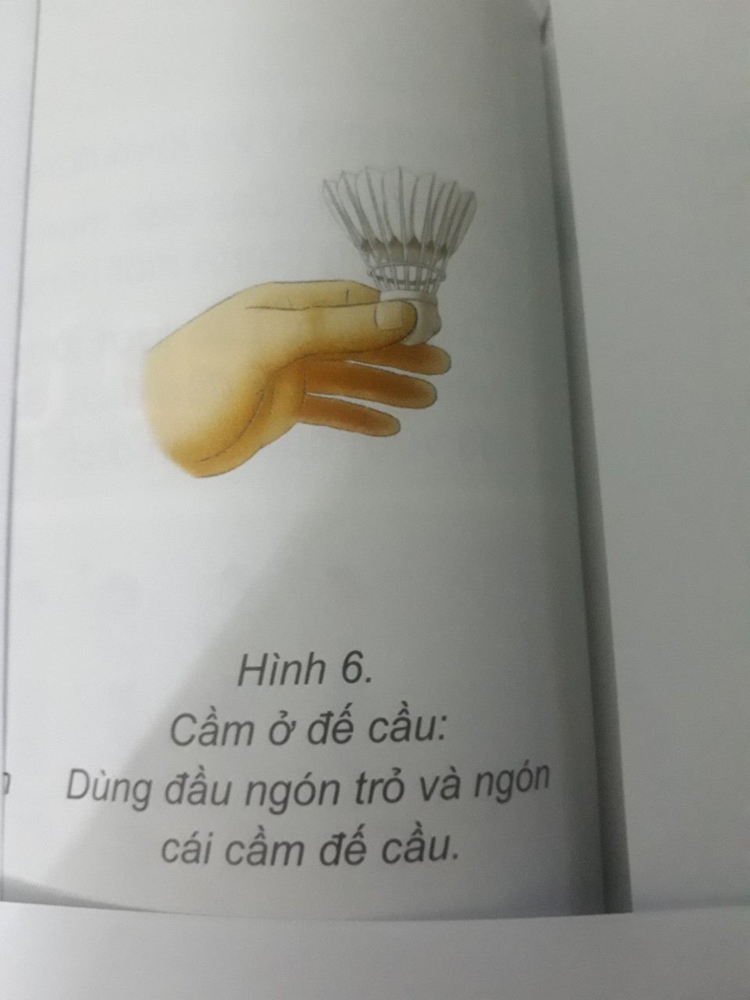 Hình 6.
Cầm ở đế cầu:
Dùng đầu ngón trỏ và ngón
cái cầm đế cầu.